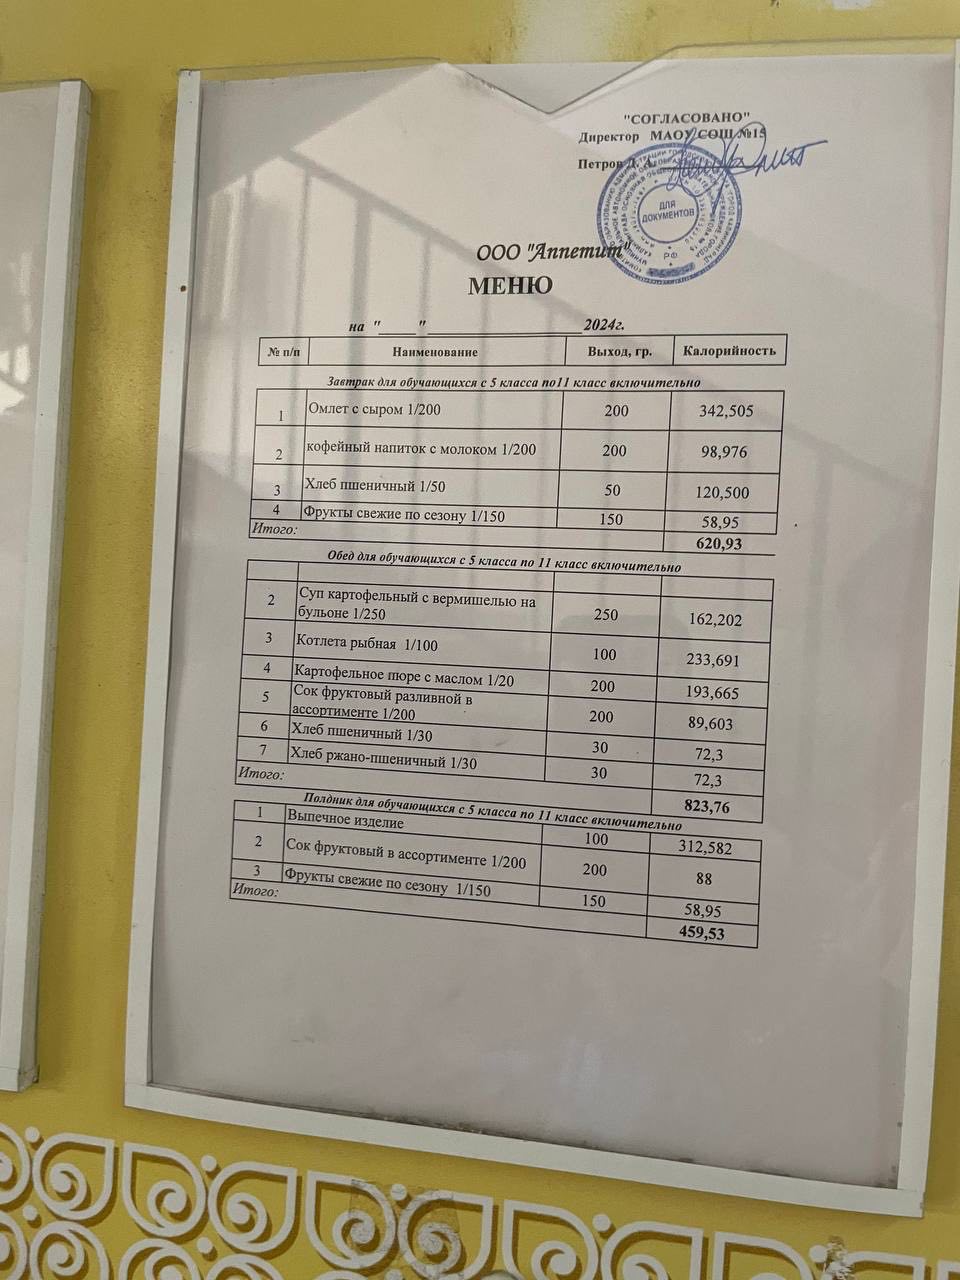 "СОГЛАСОВАНО"
Директор МАОУ СОШ №15
Петров Д. А.
ДЛЯ
ДОКУМЕНТОВ
РФ
ООО "Аппетит"
МЕНЮ
на "_____"____________________2024г.
№ п/п Наименование Выход, гр. Калорийность
Завтрак для обучающихся с 5 класса по11 класс включительно
1 Омлет с сыром 1/200 200 342,505
2 кофейный напиток с молоком 1/200 200 98,976
3 Хлеб пшеничный 1/50 50 120,500
4 Фрукты свежие по сезону 1/150 150 58,95
Итого: 620,93
Обед для обучающихся с 5 класса по 11 класс включительно
2 Суп картофельный с вермишелью на
бульоне 1/250 250 162,202
3 Котлета рыбная 1/100 100 233,691
4 Картофельное пюре с маслом 1/20 200 193,665
5 Сок фруктовый разливной в
ассортименте 1/200 200 89,603
6 Хлеб пшеничный 1/30 30 72,3
7 Хлеб ржано-пшеничный 1/30 30 72,3
Итого: 823,76
Полдник для обучающихся с 5 класса по 11 класс включительно
1 Выпечное изделие 100 312,582
2 Сок фруктовый в ассортименте 1/200 200 88
3 Фрукты свежие по сезону 1/150 150 58,95
Итого: 459,53